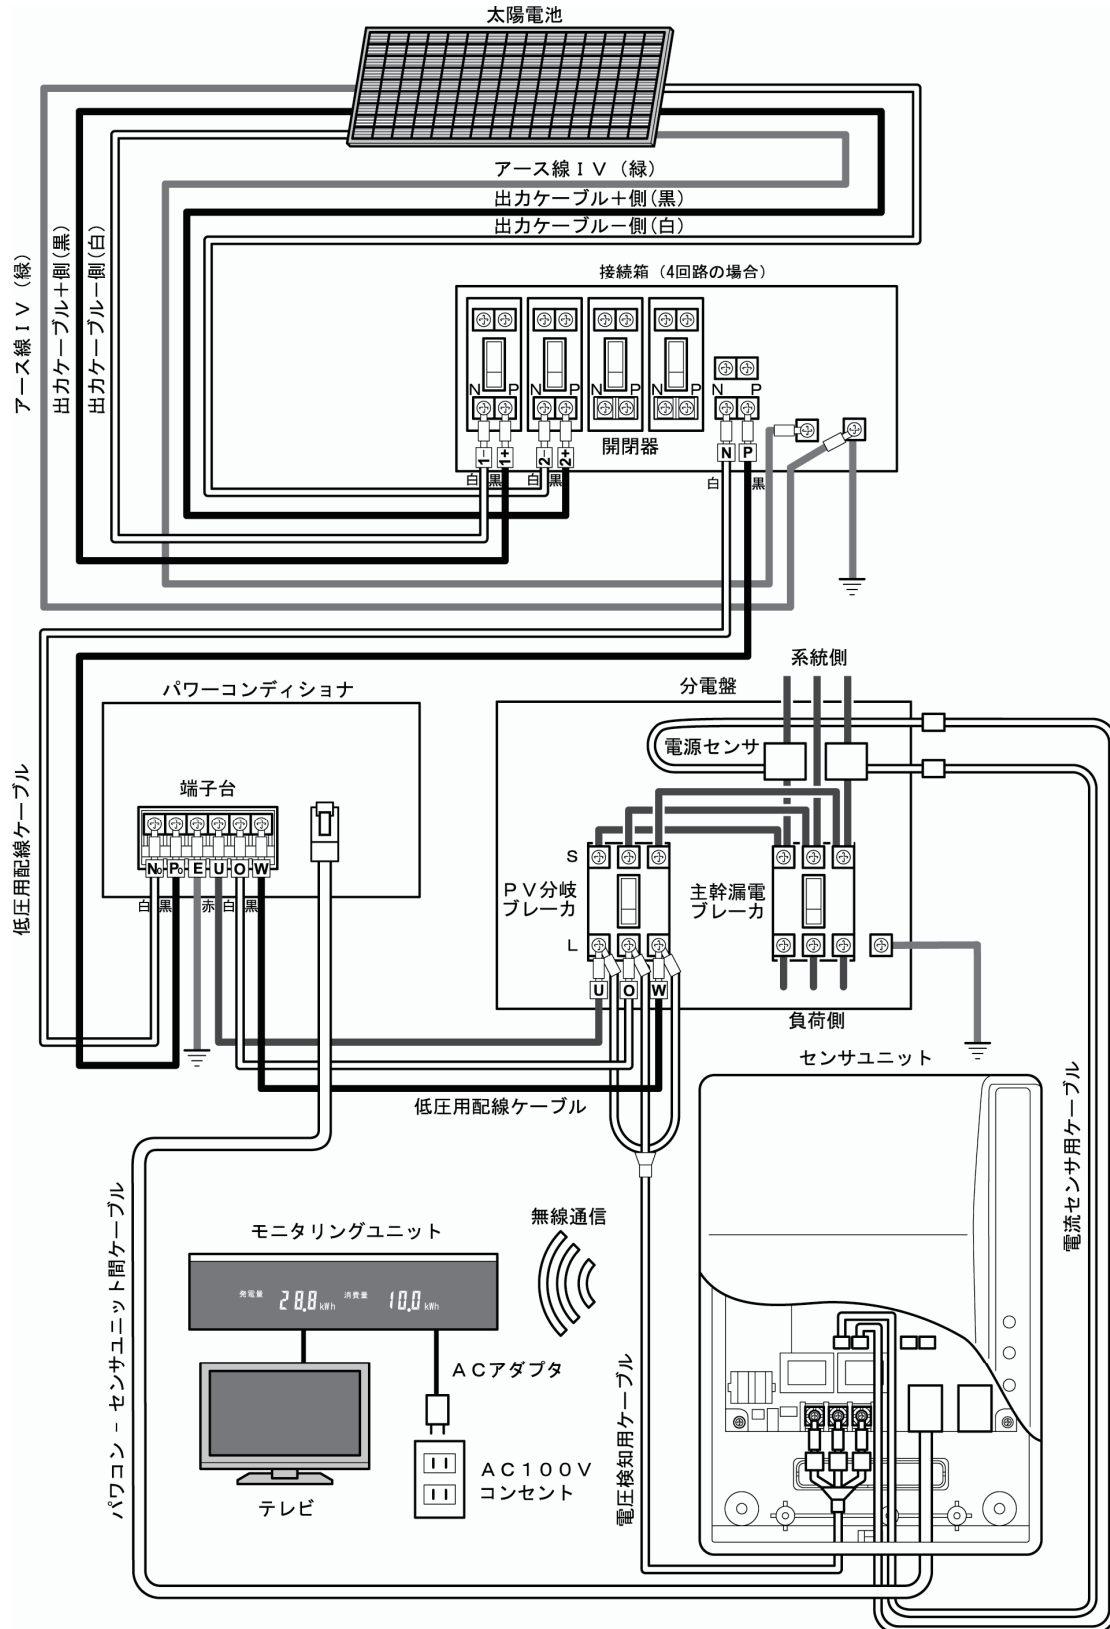 太陽電池
アース線IV(緑)
出力ケーブル+側(黒)
出力ケーブルー側(白)
アース線IV(緑)
出力ケーブル+側(黒)
出力ケーブルー側(白)
接続箱(4回路の場合)
N P N P N P N P N P
開閉器
1- 1+ 2- 2+ N P
白 黒 白 黒 白 黒
系統側
パワーコンディショナ
分電盤
電源センサ
端子台
低圧用配線ケーブル
S
PV分岐
ブレーカ
主幹漏電
ブレーカ
L
No Po E U O W
白 黒 赤 白 黒
U O W
負荷側
センサユニット
低圧用配線ケーブル
電流センサ用ケーブル
パワコン - センサユニット間ケーブル
モニタリングユニット
無線通信
発電量 28.8 kWh 消費量 10.0 kWh
ACアダプタ
AC100V
コンセント
テレビ
電圧検知用ケーブル